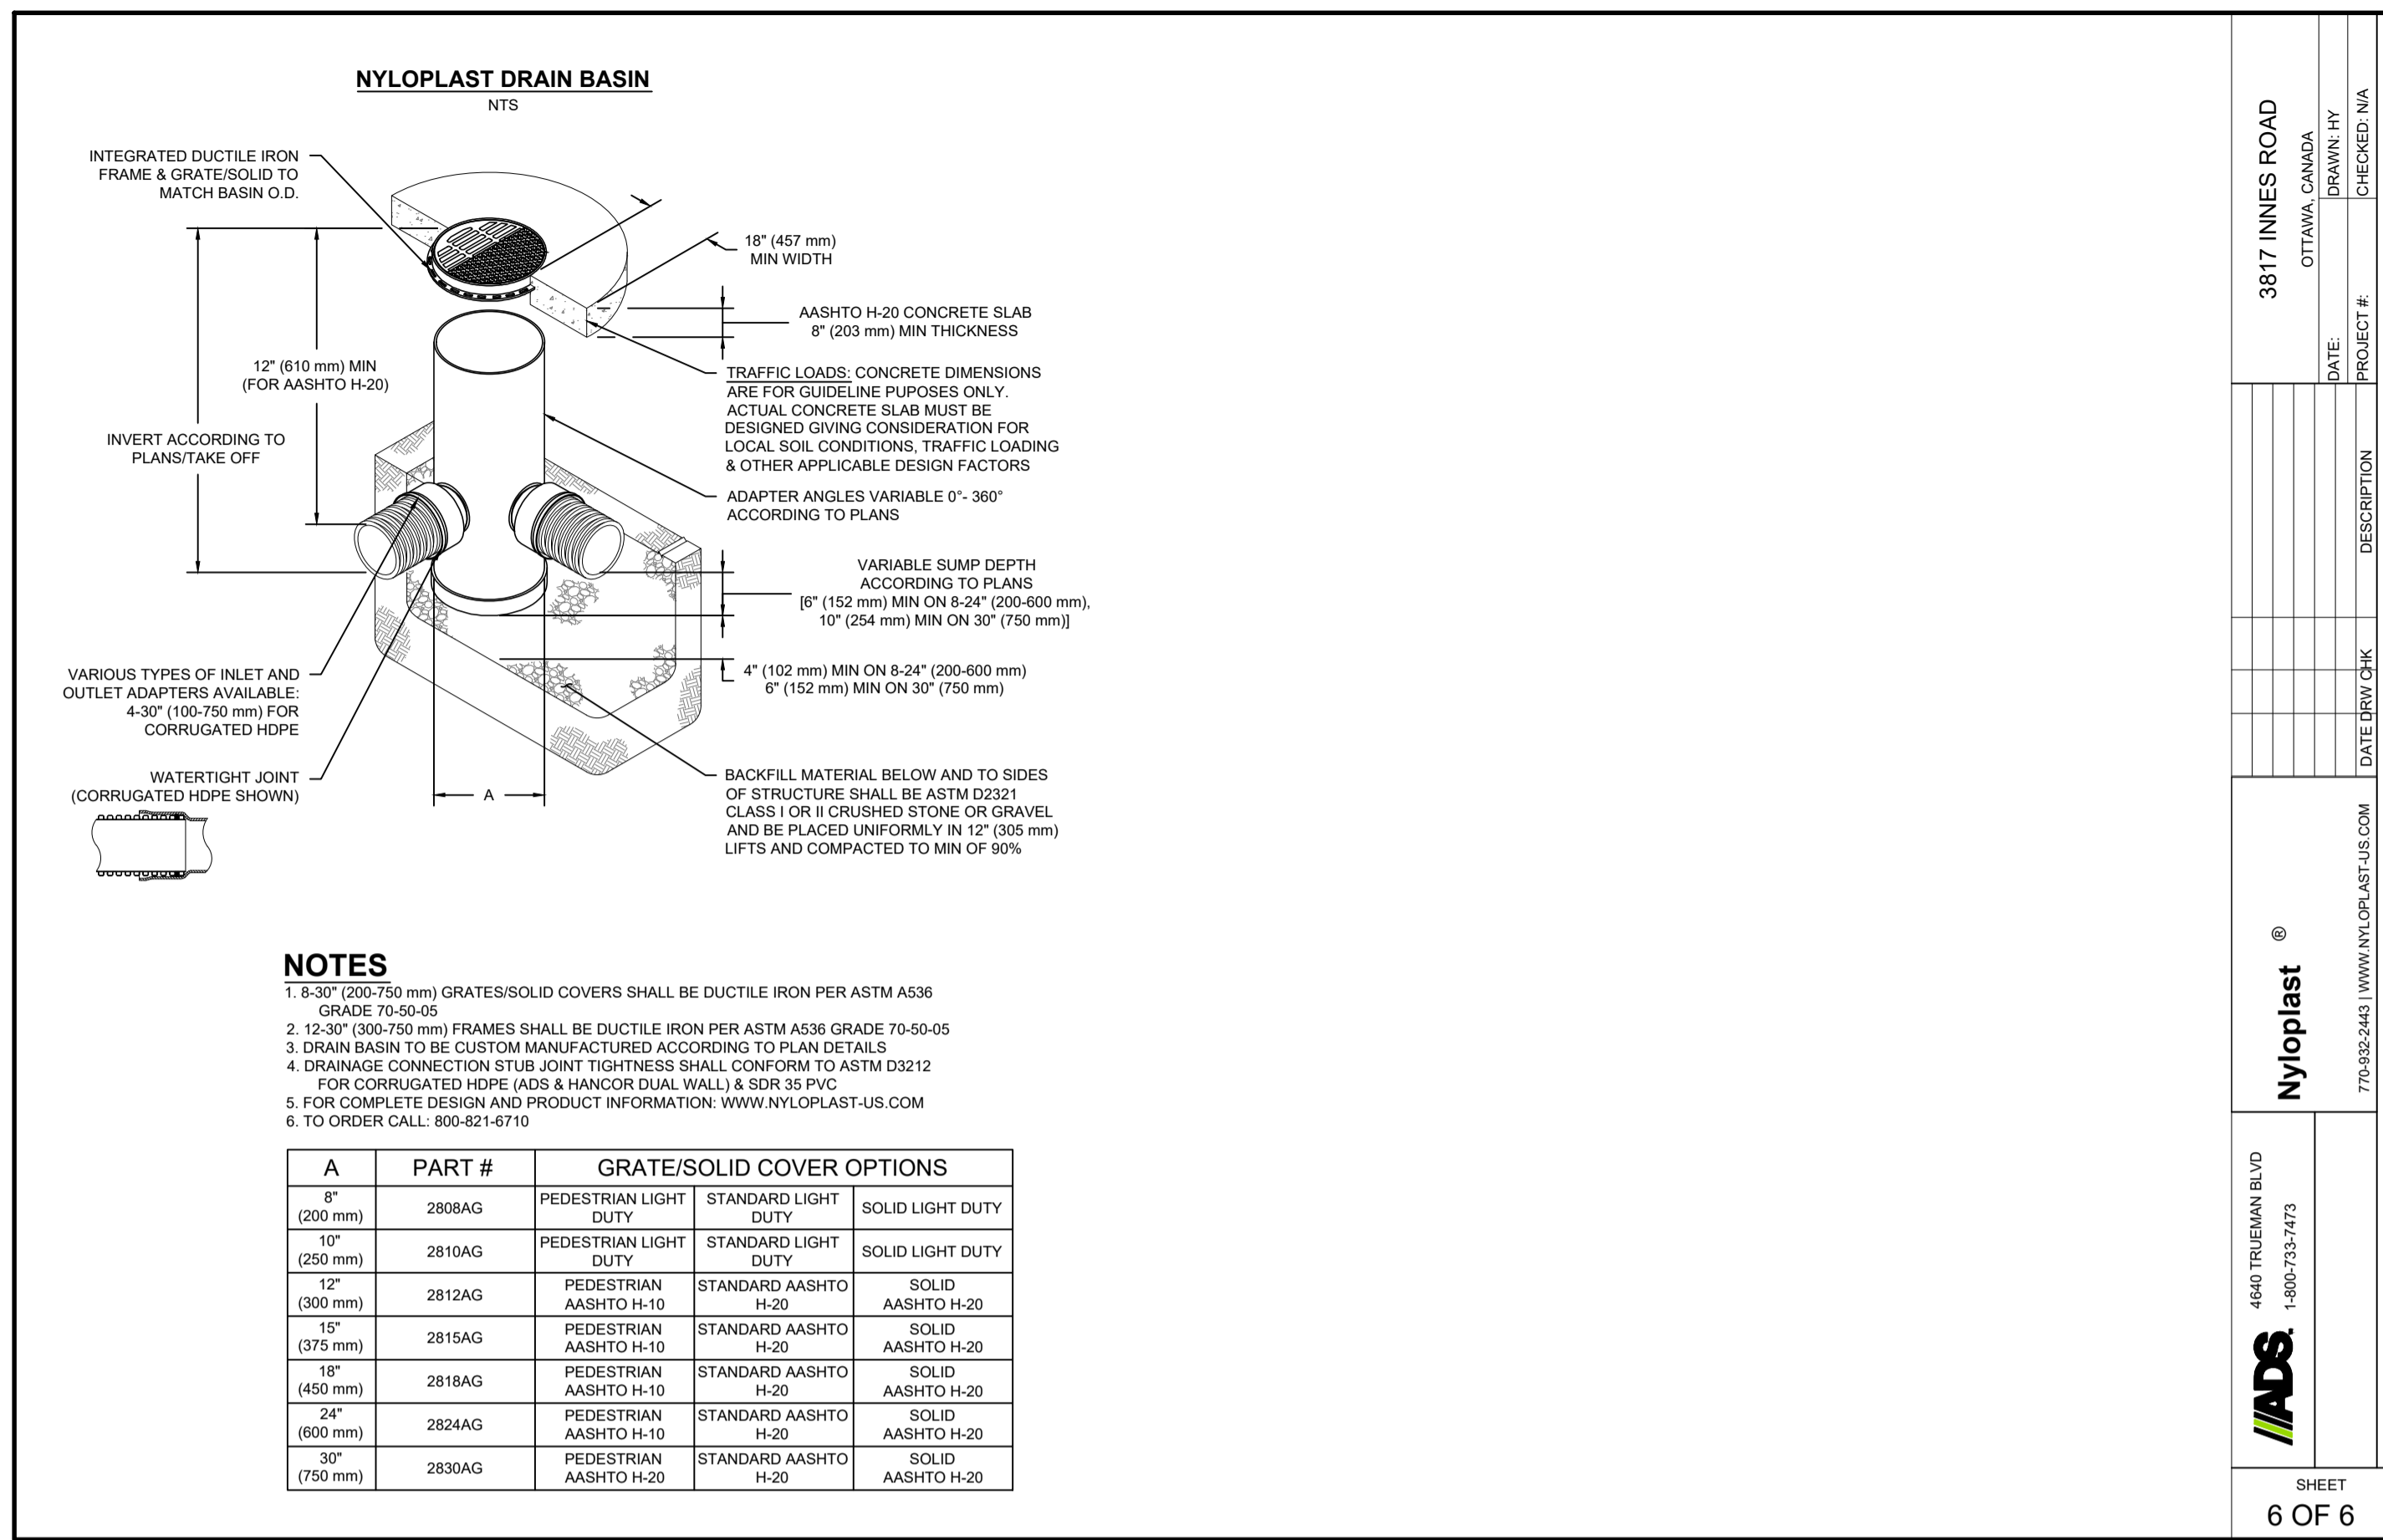 NYLOPLAST DRAIN BASIN
NTS
INTEGRATED DUCTILE IRON
FRAME & GRATE/SOLID TO
MATCH BASIN O.D.
18" (457 mm)
MIN WIDTH
AASHTO H-20 CONCRETE SLAB
8" (203 mm) MIN THICKNESS
12" (610 mm) MIN
(FOR AASHTO H-20)
TRAFFIC LOADS: CONCRETE DIMENSIONS
ARE FOR GUIDELINE PUPOSES ONLY.
ACTUAL CONCRETE SLAB MUST BE
DESIGNED GIVING CONSIDERATION FOR
LOCAL SOIL CONDITIONS, TRAFFIC LOADING
& OTHER APPLICABLE DESIGN FACTORS
INVERT ACCORDING TO
PLANS/TAKE OFF
ADAPTER ANGLES VARIABLE 0°- 360°
ACCORDING TO PLANS
VARIABLE SUMP DEPTH
ACCORDING TO PLANS
[6" (152 mm) MIN ON 8-24" (200-600 mm),
10" (254 mm) MIN ON 30" (750 mm)]
4" (102 mm) MIN ON 8-24" (200-600 mm)
6" (152 mm) MIN ON 30" (750 mm)
VARIOUS TYPES OF INLET AND
OUTLET ADAPTERS AVAILABLE:
4-30" (100-750 mm) FOR
CORRUGATED HDPE
WATERTIGHT JOINT
(CORRUGATED HDPE SHOWN)
A
BACKFILL MATERIAL BELOW AND TO SIDES
OF STRUCTURE SHALL BE ASTM D2321
CLASS I OR II CRUSHED STONE OR GRAVEL
AND BE PLACED UNIFORMLY IN 12" (305 mm)
LIFTS AND COMPACTED TO MIN OF 90%
NOTES
1. 8-30" (200-750 mm) GRATES/SOLID COVERS SHALL BE DUCTILE IRON PER ASTM A536
GRADE 70-50-05
2. 12-30" (300-750 mm) FRAMES SHALL BE DUCTILE IRON PER ASTM A536 GRADE 70-50-05
3. DRAIN BASIN TO BE CUSTOM MANUFACTURED ACCORDING TO PLAN DETAILS
4. DRAINAGE CONNECTION STUB JOINT TIGHTNESS SHALL CONFORM TO ASTM D3212
FOR CORRUGATED HDPE (ADS & HANCOR DUAL WALL) & SDR 35 PVC
5. FOR COMPLETE DESIGN AND PRODUCT INFORMATION: WWW.NYLOPLAST-US.COM
6. TO ORDER CALL: 800-821-6710
A PART # GRATE/SOLID COVER OPTIONS
8" (200 mm) 2808AG PEDESTRIAN LIGHT DUTY STANDARD LIGHT DUTY SOLID LIGHT DUTY
10" (250 mm) 2810AG PEDESTRIAN LIGHT DUTY STANDARD LIGHT DUTY SOLID LIGHT DUTY
12" (300 mm) 2812AG PEDESTRIAN AASHTO H-10 STANDARD AASHTO H-20 SOLID AASHTO H-20
15" (375 mm) 2815AG PEDESTRIAN AASHTO H-10 STANDARD AASHTO H-20 SOLID AASHTO H-20
18" (450 mm) 2818AG PEDESTRIAN AASHTO H-10 STANDARD AASHTO H-20 SOLID AASHTO H-20
24" (600 mm) 2824AG PEDESTRIAN AASHTO H-10 STANDARD AASHTO H-20 SOLID AASHTO H-20
30" (750 mm) 2830AG PEDESTRIAN AASHTO H-20 STANDARD AASHTO H-20 SOLID AASHTO H-20
3817 INNES ROAD
OTTAWA, CANADA
DATE: DRAWN: HY
PROJECT #: CHECKED: N/A
DATE DRW CHK DESCRIPTION
Nyloplast ®
770-932-2443 | WWW.NYLOPLAST-US.COM
ADS.
4640 TRUEMAN BLVD
1-800-733-7473
SHEET
6 OF 6